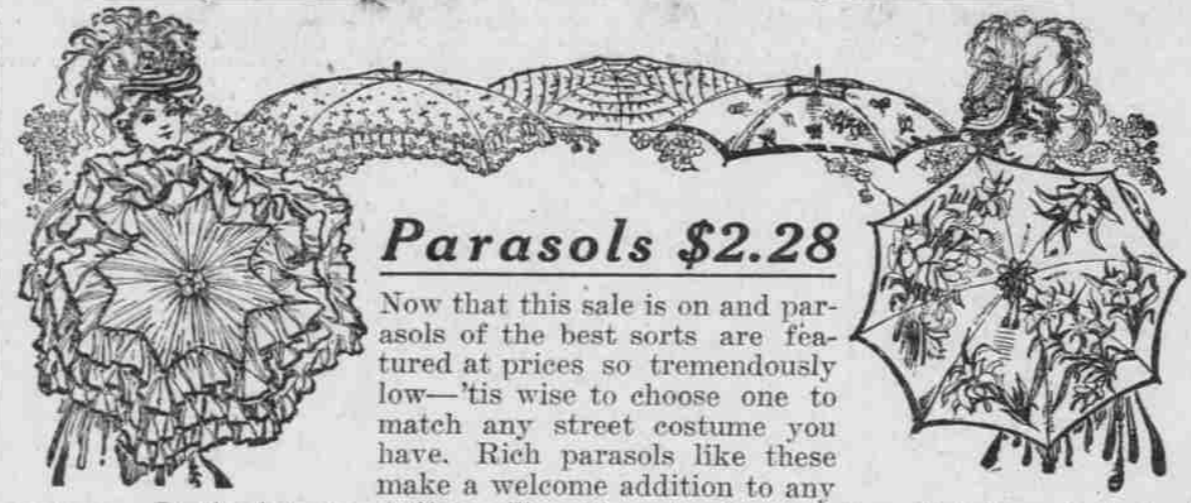 Parasols $2.28
Now that this sale is on and par-
asols of the best sorts are fea-
tured at prices so tremendously
low—'tis wise to choose one to
match any street costume you
have. Rich parasols like these
make a welcome addition to any